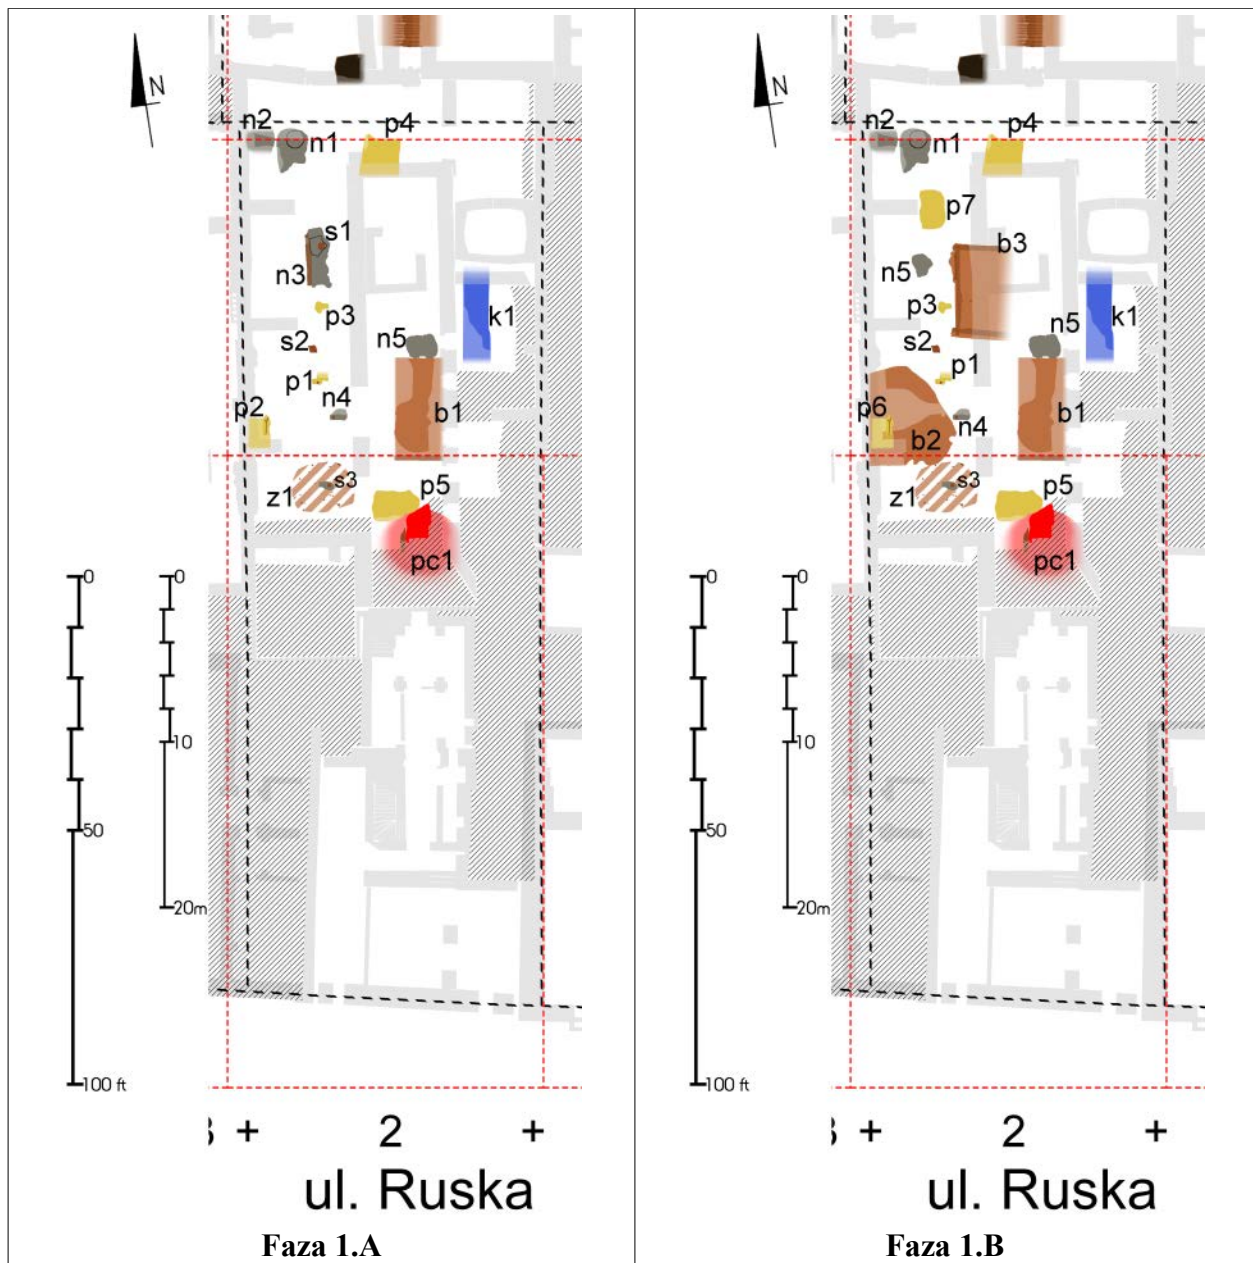 N
n2
n1
p4
s1
n3
p3
s2
n5
k1
p1
n4
p2
b1
z1
s3
p5
pc1
0
0
10
50
20m
100 ft
+ 2 +
ul. Ruska
Faza 1.A
N
n2
n1
p4
p7
b3
n5
p3
n5
k1
s2
p1
p6
n4
b1
b2
z1
s3
p5
pc1
0
0
10
50
20m
100 ft
+ 2 +
ul. Ruska
Faza 1.B